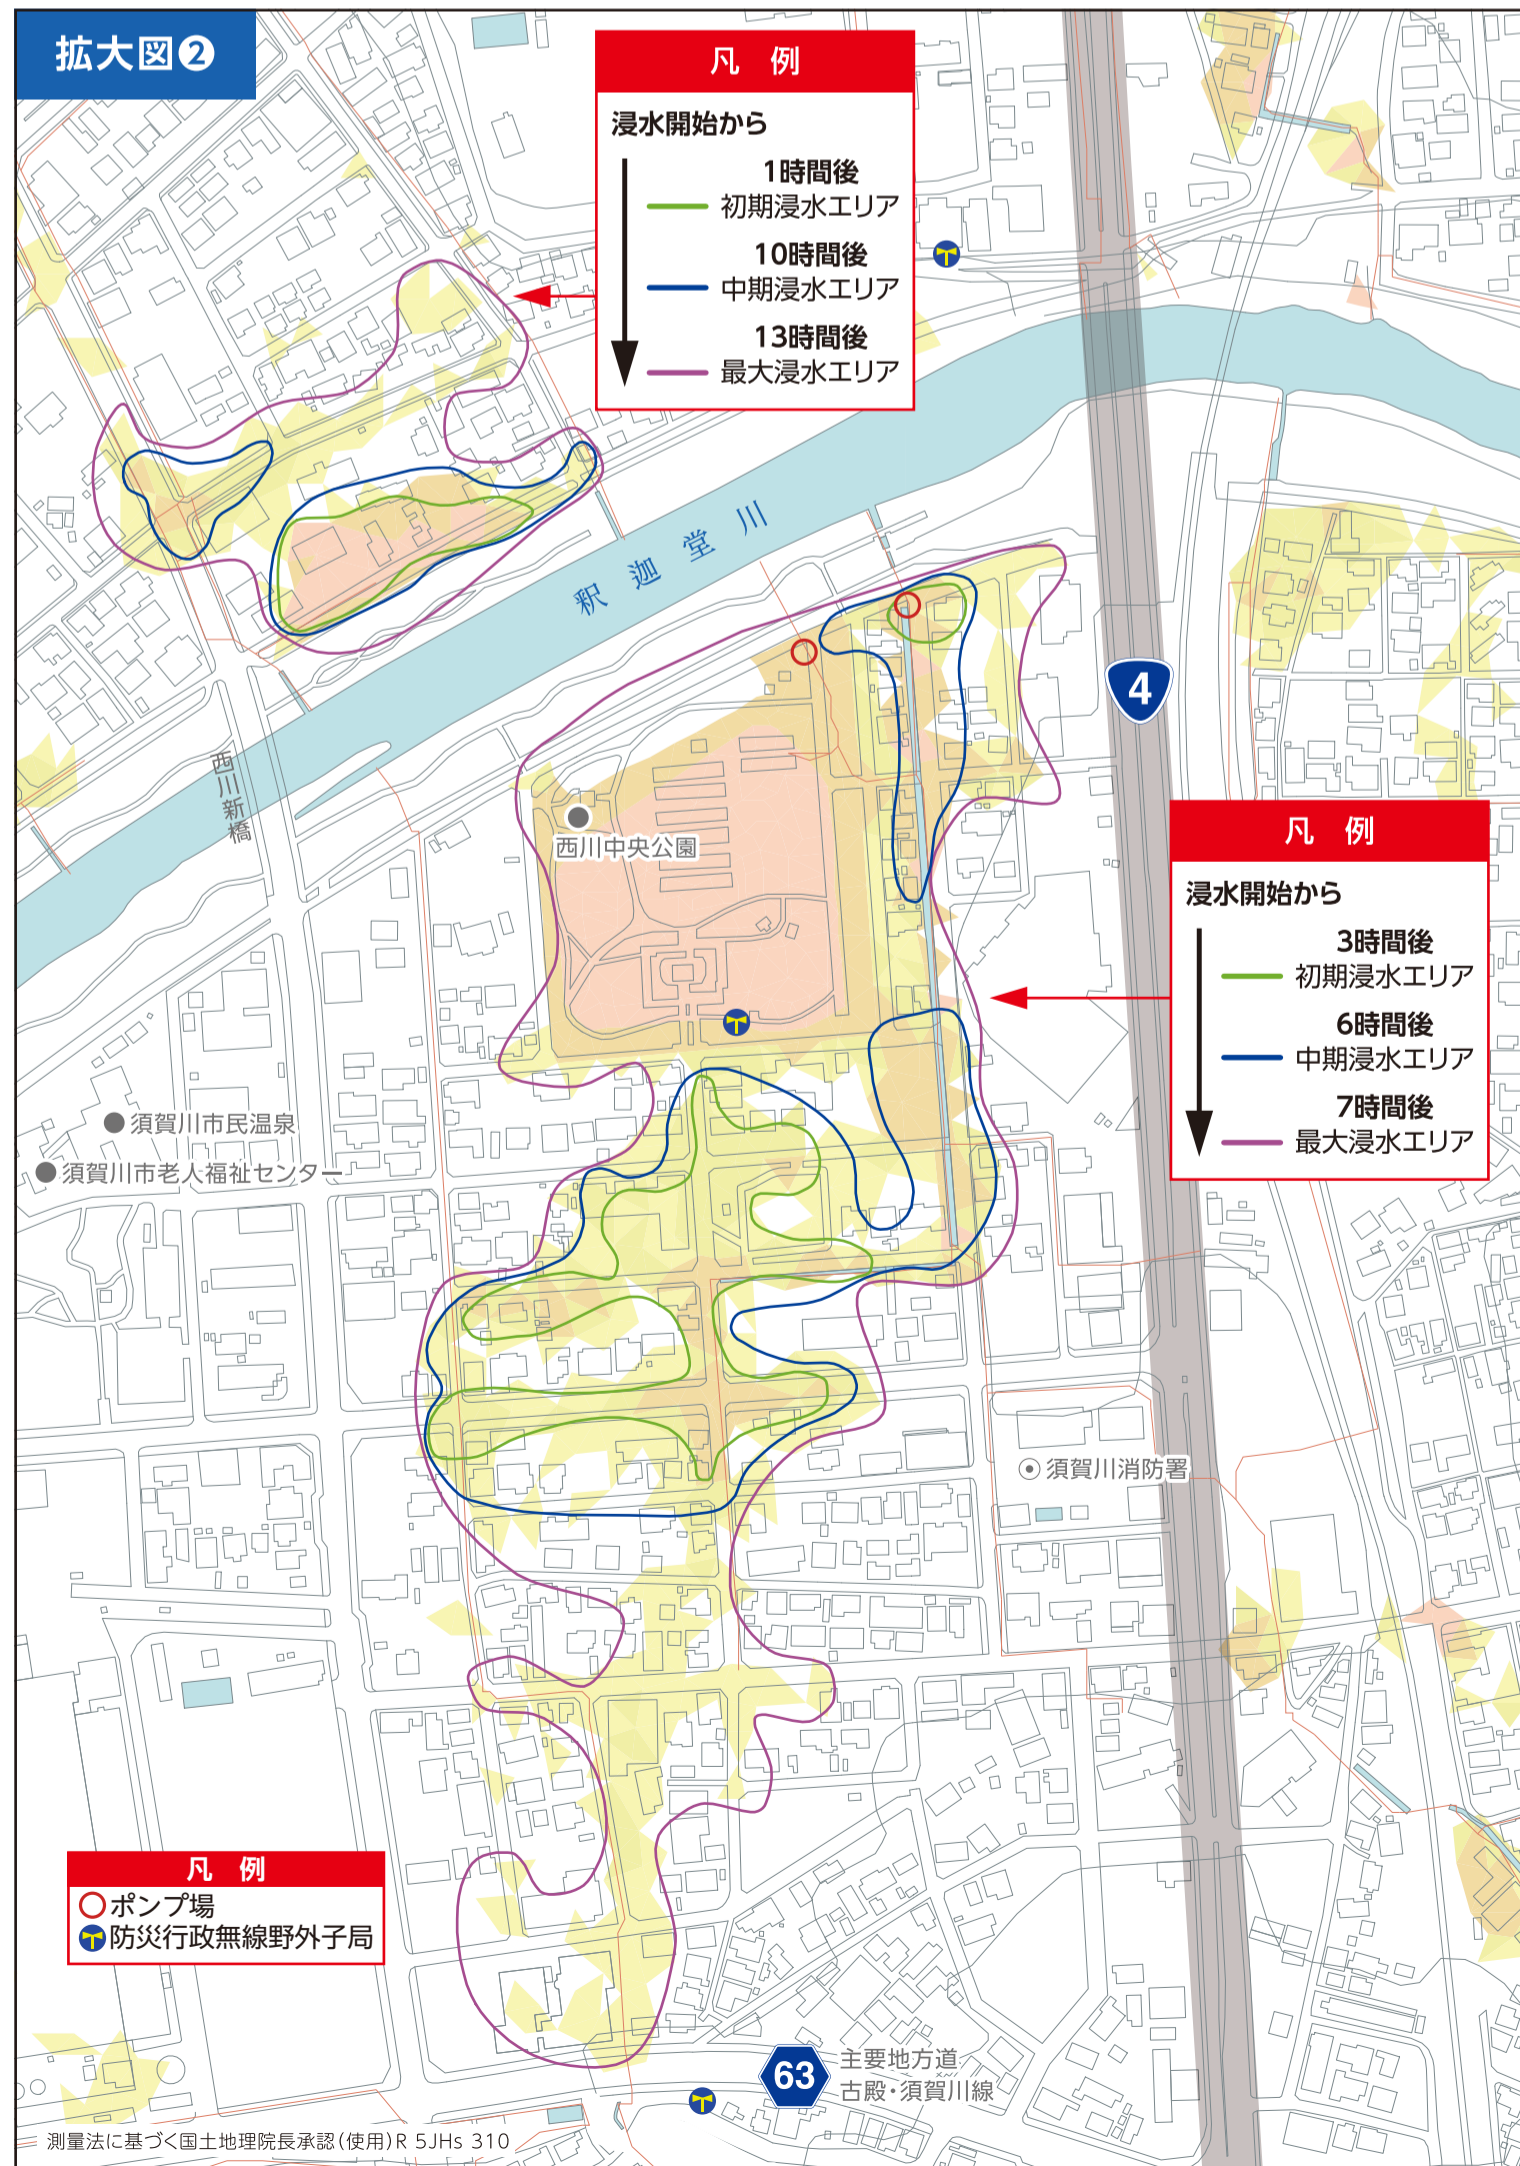 拡大図❷
凡例
浸水開始から
1時間後
初期浸水エリア
10時間後
中期浸水エリア
13時間後
最大浸水エリア
釈迦堂川
4
西川新橋
西川中央公園
凡例
浸水開始から
3時間後
初期浸水エリア
6時間後
中期浸水エリア
7時間後
最大浸水エリア
須賀川市民温泉
須賀川市老人福祉センター
須賀川消防署
凡例
ポンプ場
防災行政無線野外子局
63
主要地方道
古殿・須賀川線
測量法に基づく国土地理院長承認(使用)R 5JHs 310